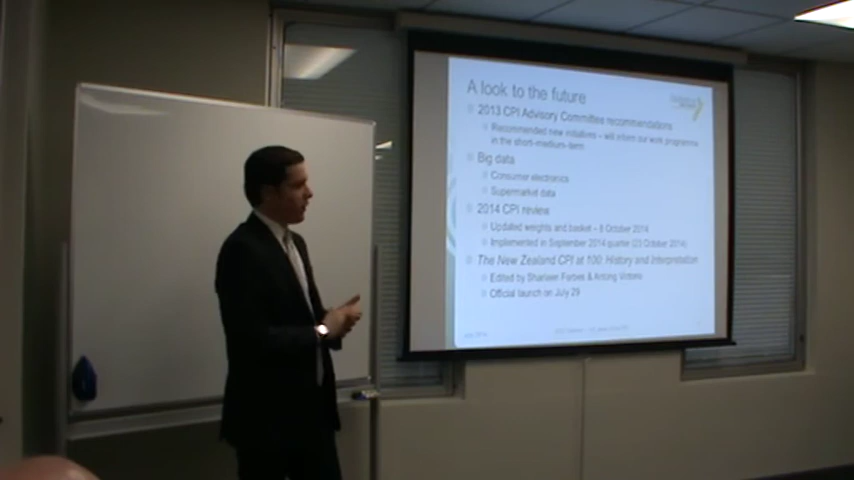 A look to the future
2013 CPI Advisory Committee recommendations
Recommended new initiatives – will inform our work programme
in the short-medium-term
Big data
Consumer electronics
Supermarket data
2014 CPI review
Updated weights and basket – 8 October 2014
Implemented in September 2014 quarter (23 October 2014)
The New Zealand CPI at 100: History and Interpretation
Edited by Sharleen Forbes & Antong Victorio
Official launch on July 29